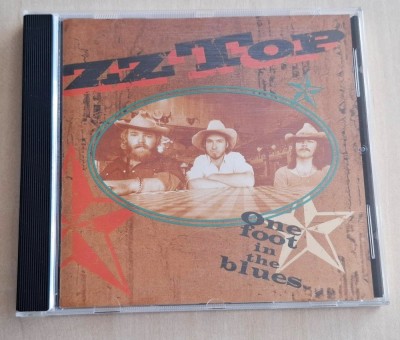 ZZ Top
One
foot
in
the
blues